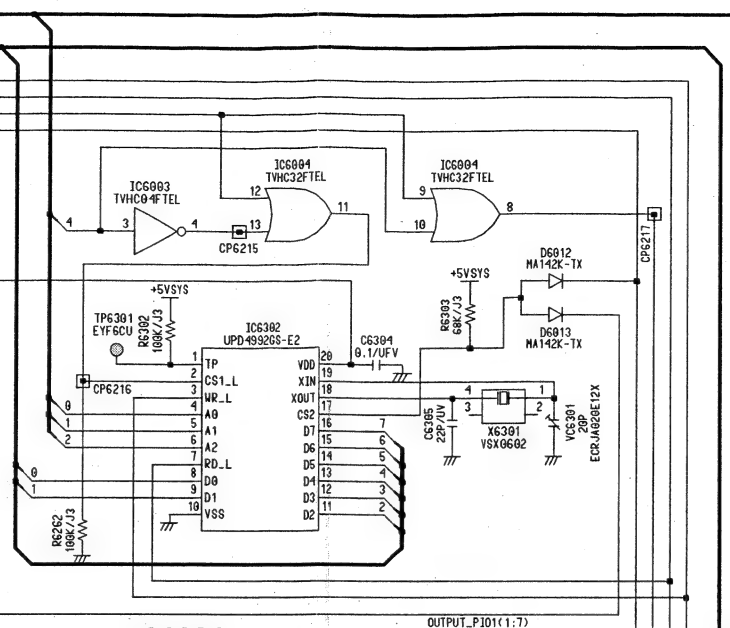 IC6003
TVHC04FTEL
IC6004
TVHC32FTEL
IC6004
TVHC32FTEL
4
3
4
12
13
11
9
10
8
CP6215
CP6217
+5VSYS
TP6301
EYF6CU
R6302
100K/J3
IC6302
UPD4992GS-E2
C6304
0.1/UFV
+5VSYS
R6303
68K/J3
D6012
MA142K-TX
D6013
MA142K-TX
CP6216
1 TP
2 CS1_L
3 WR_L
4 A0
5 A1
6 A2
7 RD_L
8 D0
9 D1
10 VSS
VDD 20
XIN 19
XOUT 18
CS2 17
D7 16
D6 15
D5 14
D4 13
D3 12
D2 11
0
1
2
0
1
7
6
5
4
3
2
C6305
22P/UV
4
3
1
2
X6301
VSX0602
VC6301
20P
ECRJA020E12X
R6262
100K/J3
OUTPUT_PIO1(1:7)